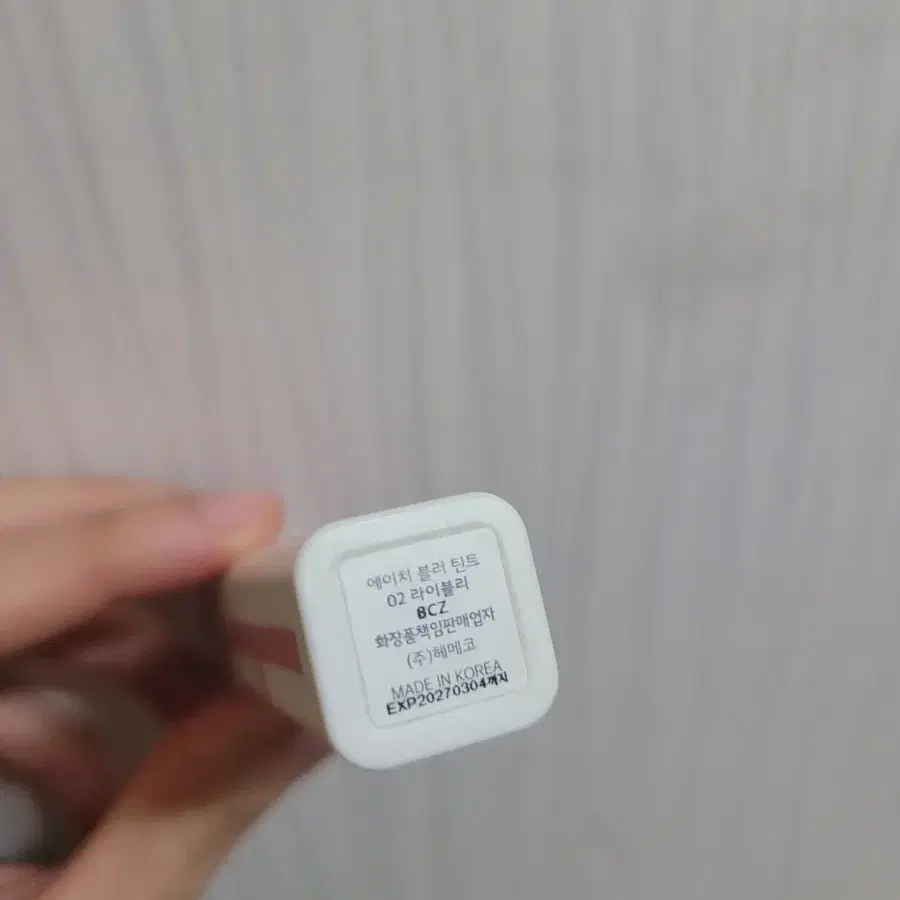 에이치 블러 틴트
02 라이블리
BCZ
화장품책임판매업자
(주)헤메코
MADE IN KOREA
EXP20270304까지